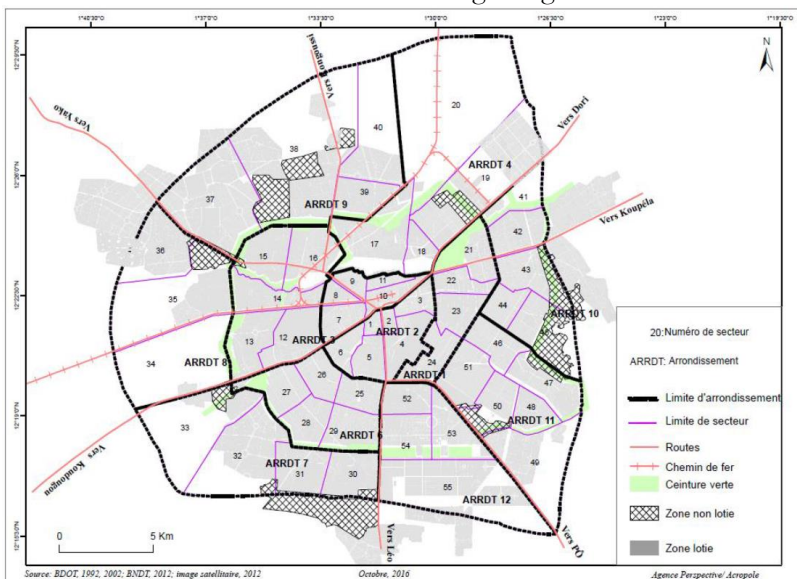 1°40'30"O
1°37'0"O
1°33'30"O
1°30'0"O
1°26'30"O
1°23'0"O
1°19'30"O
N
Vers Kongoussi
Vers Yako
Vers Dori
Vers Koupéla
20
40
38
ARRDT 4
19
37
39
ARRDT 9
41
17
42
36
15
16
18
21
43
9
11
22
35
14
8
10
3
23
44
ARRDT 10
7
1
2
ARRDT 2
45
13
12
ARRDT 3
4
46
34
ARRDT 8
6
5
24
51
47
26
ARRDT 1
27
25
52
50
48
ARRDT 11
33
28
29
ARRDT 6
53
54
32
ARRDT 7
49
31
30
55
ARRDT 12
Vers Koudougou
Vers Léo
Vers PÔ
0
5 Km
20:Numéro de secteur
ARRDT: Arrondissement
Limite d'arrondissement
Limite de secteur
Routes
Chemin de fer
Ceinture verte
Zone non lotie
Zone lotie
Source: BDOT, 1992, 2002; BNDT, 2012; image satellitaire, 2012
Octobre, 2016
Agence Perspective/ Acropole